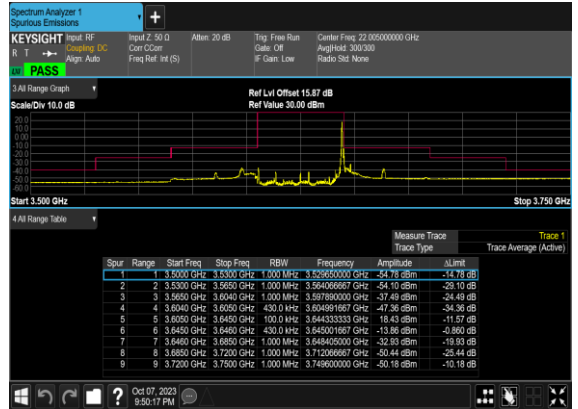 Spectrum Analyzer 1
Spurious Emissions
KEYSIGHT Input: RF Input Z: 50 Ω Atten: 20 dB Trig: Free Run Center Freq: 22.005000000 GHz
R T Coupling: DC Corr CCorr Gate: Off Avg|Hold: 300/300
Align: Auto Freq Ref: Int (S) IF Gain: Low Radio Std: None
PASS
3 All Range Graph
Ref Lvl Offset 15.87 dB
Scale/Div 10.0 dB Ref Value 30.00 dBm
20.0
10.0
0.00
-10.0
-20.0
-30.0
-40.0
-50.0
-60.0
Start 3.500 GHz Stop 3.750 GHz
4 All Range Table
Measure Trace Trace 1
Trace Type Trace Average (Active)
Spur Range Start Freq Stop Freq RBW Frequency Amplitude ΔLimit
1 1 3.5000 GHz 3.5300 GHz 1.000 MHz 3.529650000 GHz -54.78 dBm -14.78 dB
2 2 3.5300 GHz 3.5650 GHz 1.000 MHz 3.564066667 GHz -54.10 dBm -29.10 dB
3 3 3.5650 GHz 3.6040 GHz 1.000 MHz 3.597890000 GHz -37.49 dBm -24.49 dB
4 4 3.6040 GHz 3.6050 GHz 430.0 kHz 3.604991667 GHz -47.36 dBm -34.36 dB
5 5 3.6050 GHz 3.6450 GHz 100.0 kHz 3.644333333 GHz 18.43 dBm -11.57 dB
6 6 3.6450 GHz 3.6460 GHz 430.0 kHz 3.645001667 GHz -13.86 dBm -0.860 dB
7 7 3.6460 GHz 3.6850 GHz 1.000 MHz 3.648405000 GHz -32.93 dBm -19.93 dB
8 8 3.6850 GHz 3.7200 GHz 1.000 MHz 3.712066667 GHz -50.44 dBm -25.44 dB
9 9 3.7200 GHz 3.7500 GHz 1.000 MHz 3.749600000 GHz -50.18 dBm -10.18 dB
Oct 07, 2023
9:50:17 PM